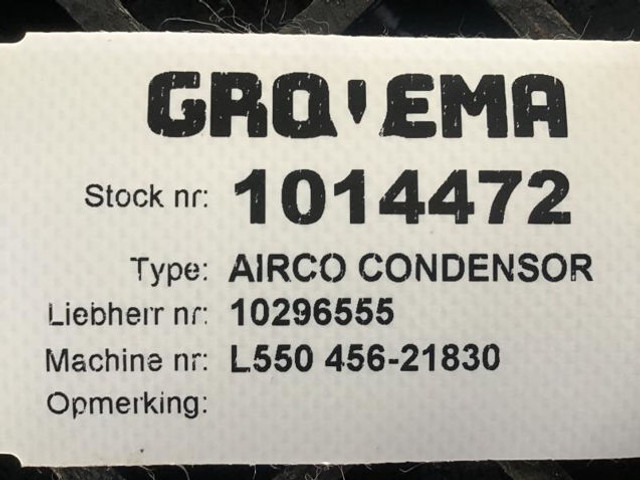 GRO'EMA
Stock nr: 1014472
Type: AIRCO CONDENSOR
Liebherr nr: 10296555
Machine nr: L550 456-21830
Opmerking: